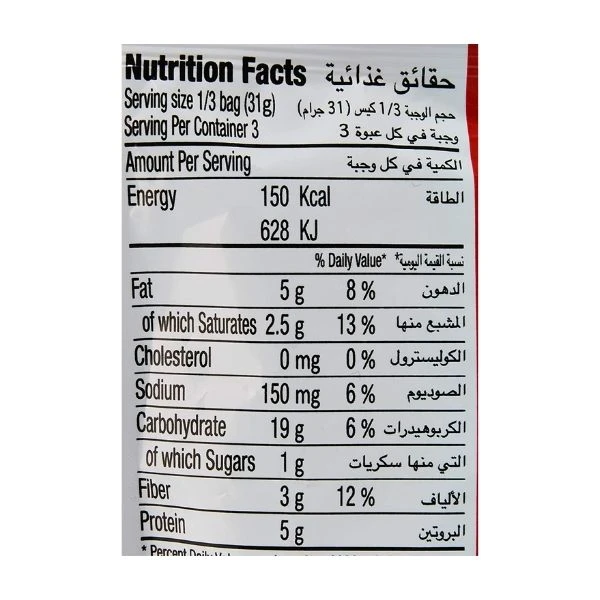 Nutrition Facts حقائق غذائية
Serving size 1/3 bag (31g) حجم الوجبة 1/3 كيس (31 جرام)
Serving Per Container 3 وجبة في كل عبوة 3
Amount Per Serving الكمية في كل وجبة
Energy 150 Kcal الطاقة
628 KJ
% Daily Value* نسبة القيمة اليومية*
Fat 5 g 8 % الدهون
of which Saturates 2.5 g 13 % المشبع منها
Cholesterol 0 mg 0 % الكوليسترول
Sodium 150 mg 6 % الصوديوم
Carbohydrate 19 g 6 % الكربوهيدرات
of which Sugars 1 g التي منها سكريات
Fiber 3 g 12 % الألياف
Protein 5 g البروتين
* Percent Daily